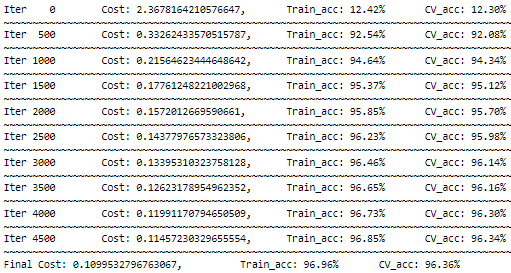 Iter    0       Cost: 2.3678164210576647,       Train_acc: 12.42%      CV_acc: 12.30%
~~~~~~~~~~~~~~~~~~~~~~~~~~~~~~~~~~~~~~~~~~~~~~~~~~~~~~~~~~~~~~~~~~~~~~~~~~~~~~~~~~~~~~~~
Iter  500       Cost: 0.33262433570515787,      Train_acc: 92.54%      CV_acc: 92.08%
~~~~~~~~~~~~~~~~~~~~~~~~~~~~~~~~~~~~~~~~~~~~~~~~~~~~~~~~~~~~~~~~~~~~~~~~~~~~~~~~~~~~~~~~
Iter 1000       Cost: 0.21564623444648642,      Train_acc: 94.64%      CV_acc: 94.34%
~~~~~~~~~~~~~~~~~~~~~~~~~~~~~~~~~~~~~~~~~~~~~~~~~~~~~~~~~~~~~~~~~~~~~~~~~~~~~~~~~~~~~~~~
Iter 1500       Cost: 0.17761248221002968,      Train_acc: 95.37%      CV_acc: 95.12%
~~~~~~~~~~~~~~~~~~~~~~~~~~~~~~~~~~~~~~~~~~~~~~~~~~~~~~~~~~~~~~~~~~~~~~~~~~~~~~~~~~~~~~~~
Iter 2000       Cost: 0.1572012669590661,       Train_acc: 95.85%      CV_acc: 95.70%
~~~~~~~~~~~~~~~~~~~~~~~~~~~~~~~~~~~~~~~~~~~~~~~~~~~~~~~~~~~~~~~~~~~~~~~~~~~~~~~~~~~~~~~~
Iter 2500       Cost: 0.14377976573323806,      Train_acc: 96.23%      CV_acc: 95.98%
~~~~~~~~~~~~~~~~~~~~~~~~~~~~~~~~~~~~~~~~~~~~~~~~~~~~~~~~~~~~~~~~~~~~~~~~~~~~~~~~~~~~~~~~
Iter 3000       Cost: 0.13395310323758128,      Train_acc: 96.46%      CV_acc: 96.14%
~~~~~~~~~~~~~~~~~~~~~~~~~~~~~~~~~~~~~~~~~~~~~~~~~~~~~~~~~~~~~~~~~~~~~~~~~~~~~~~~~~~~~~~~
Iter 3500       Cost: 0.12623178954962352,      Train_acc: 96.65%      CV_acc: 96.16%
~~~~~~~~~~~~~~~~~~~~~~~~~~~~~~~~~~~~~~~~~~~~~~~~~~~~~~~~~~~~~~~~~~~~~~~~~~~~~~~~~~~~~~~~
Iter 4000       Cost: 0.11991170794650509,      Train_acc: 96.73%      CV_acc: 96.30%
~~~~~~~~~~~~~~~~~~~~~~~~~~~~~~~~~~~~~~~~~~~~~~~~~~~~~~~~~~~~~~~~~~~~~~~~~~~~~~~~~~~~~~~~
Iter 4500       Cost: 0.11457230329655554,      Train_acc: 96.85%      CV_acc: 96.34%
~~~~~~~~~~~~~~~~~~~~~~~~~~~~~~~~~~~~~~~~~~~~~~~~~~~~~~~~~~~~~~~~~~~~~~~~~~~~~~~~~~~~~~~~
Final Cost: 0.1099532796763067,         Train_acc: 96.96%      CV_acc: 96.36%